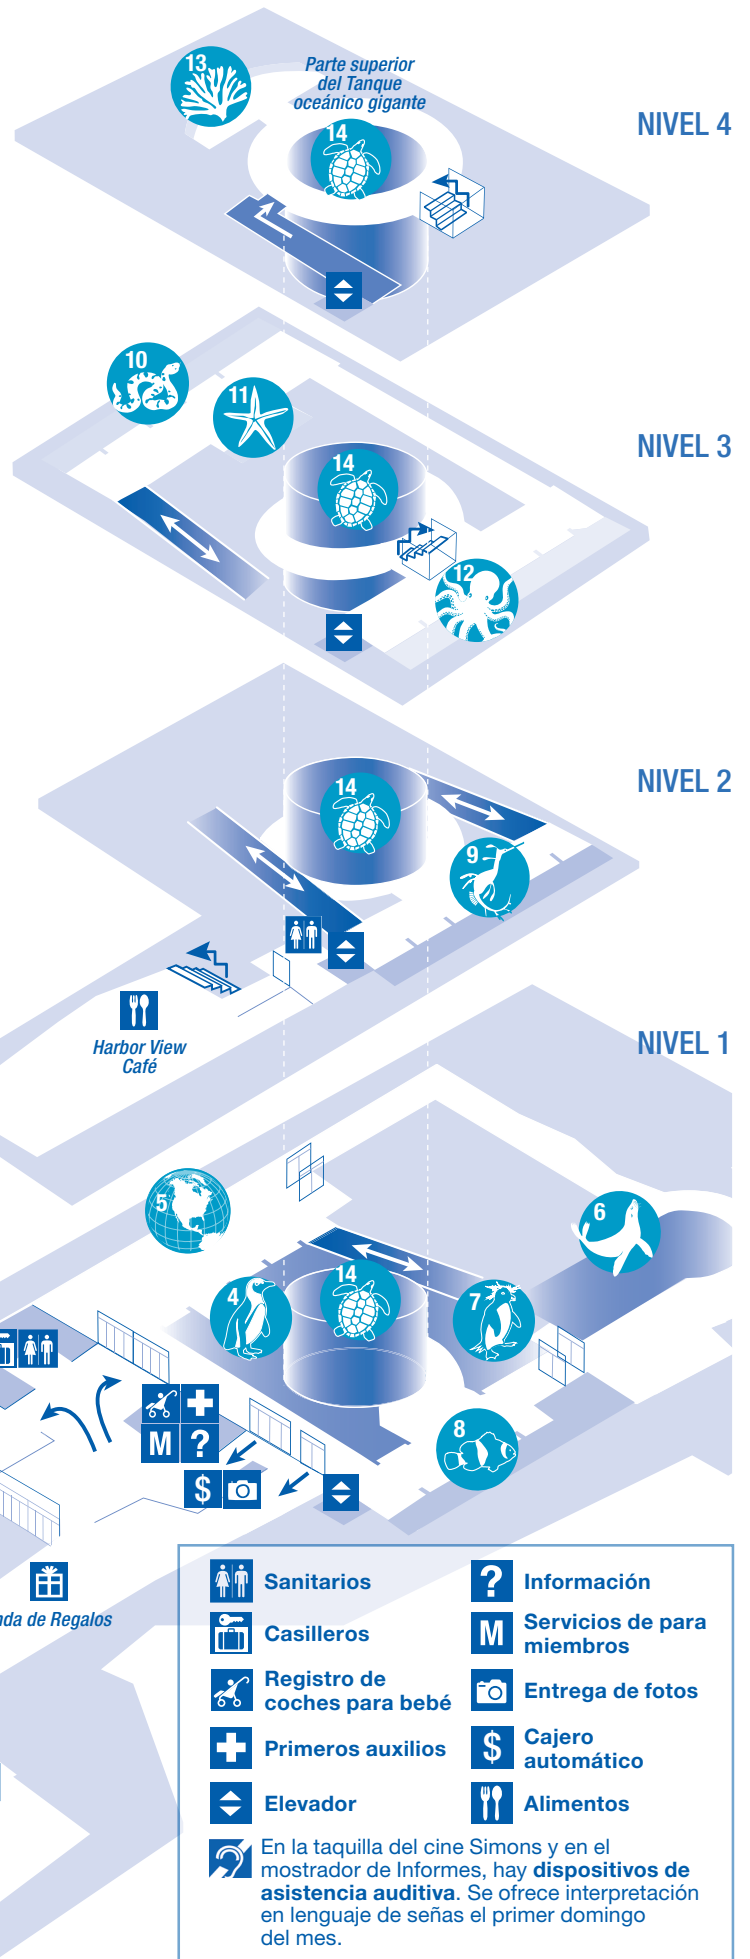 13
Parte superior
del Tanque
oceánico gigante
14
NIVEL 4
10
11
14
NIVEL 3
12
14
NIVEL 2
9
Harbor View
Café
NIVEL 1
5
6
4
14
7
M ?
8
$
de Regalos
Sanitarios
Casilleros
Registro de
coches para bebé
Primeros auxilios
Elevador
? Información
M Servicios de para
miembros
Entrega de fotos
$ Cajero
automático
Alimentos
En la taquilla del cine Simons y en el
mostrador de Informes, hay dispositivos de
asistencia auditiva. Se ofrece interpretación
en lenguaje de señas el primer domingo
del mes.